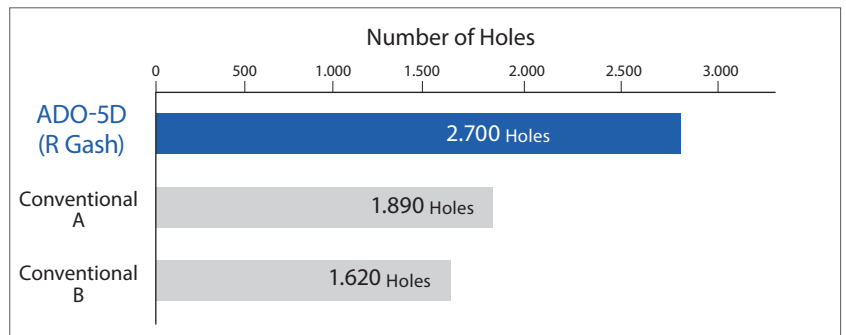 Number of Holes
0 500 1.000 1.500 2.000 2.500 3.000
ADO-5D
(R Gash)
2.700 Holes
Conventional
A
1.890 Holes
Conventional
B
1.620 Holes